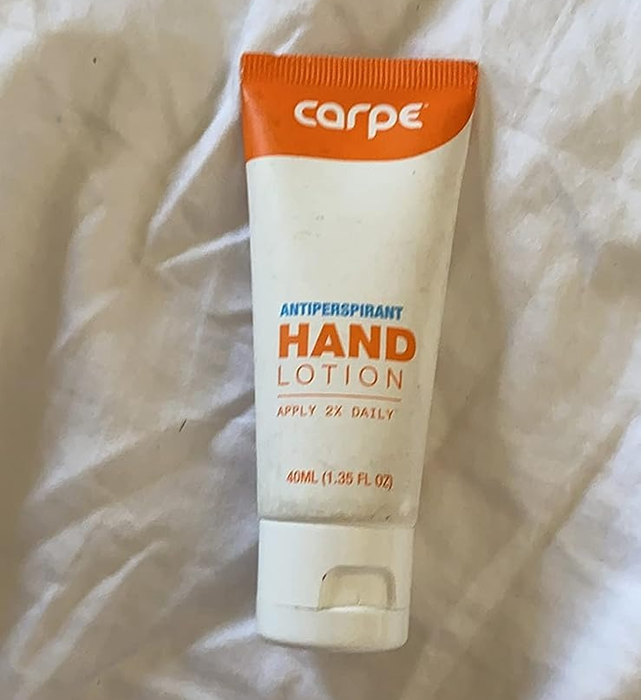 carpe
ANTIPERSPIRANT
HAND
LOTION
APPLY 2X DAILY
40ML (1.35 FL OZ)